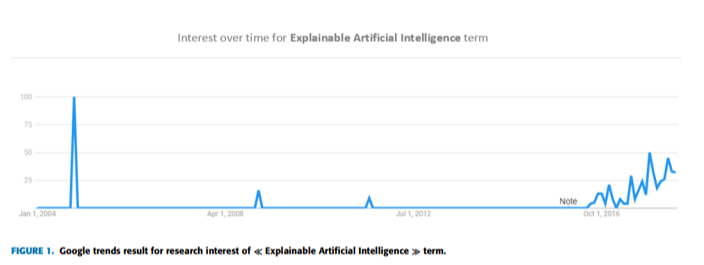 Interest over time for Explainable Artificial Intelligence term
100
75
50
25
Note
Jan 1, 2004 Apr 1, 2008 Jul 1, 2012 Oct 1, 2016
FIGURE 1. Google trends result for research interest of ≪ Explainable Artificial Intelligence ≫ term.